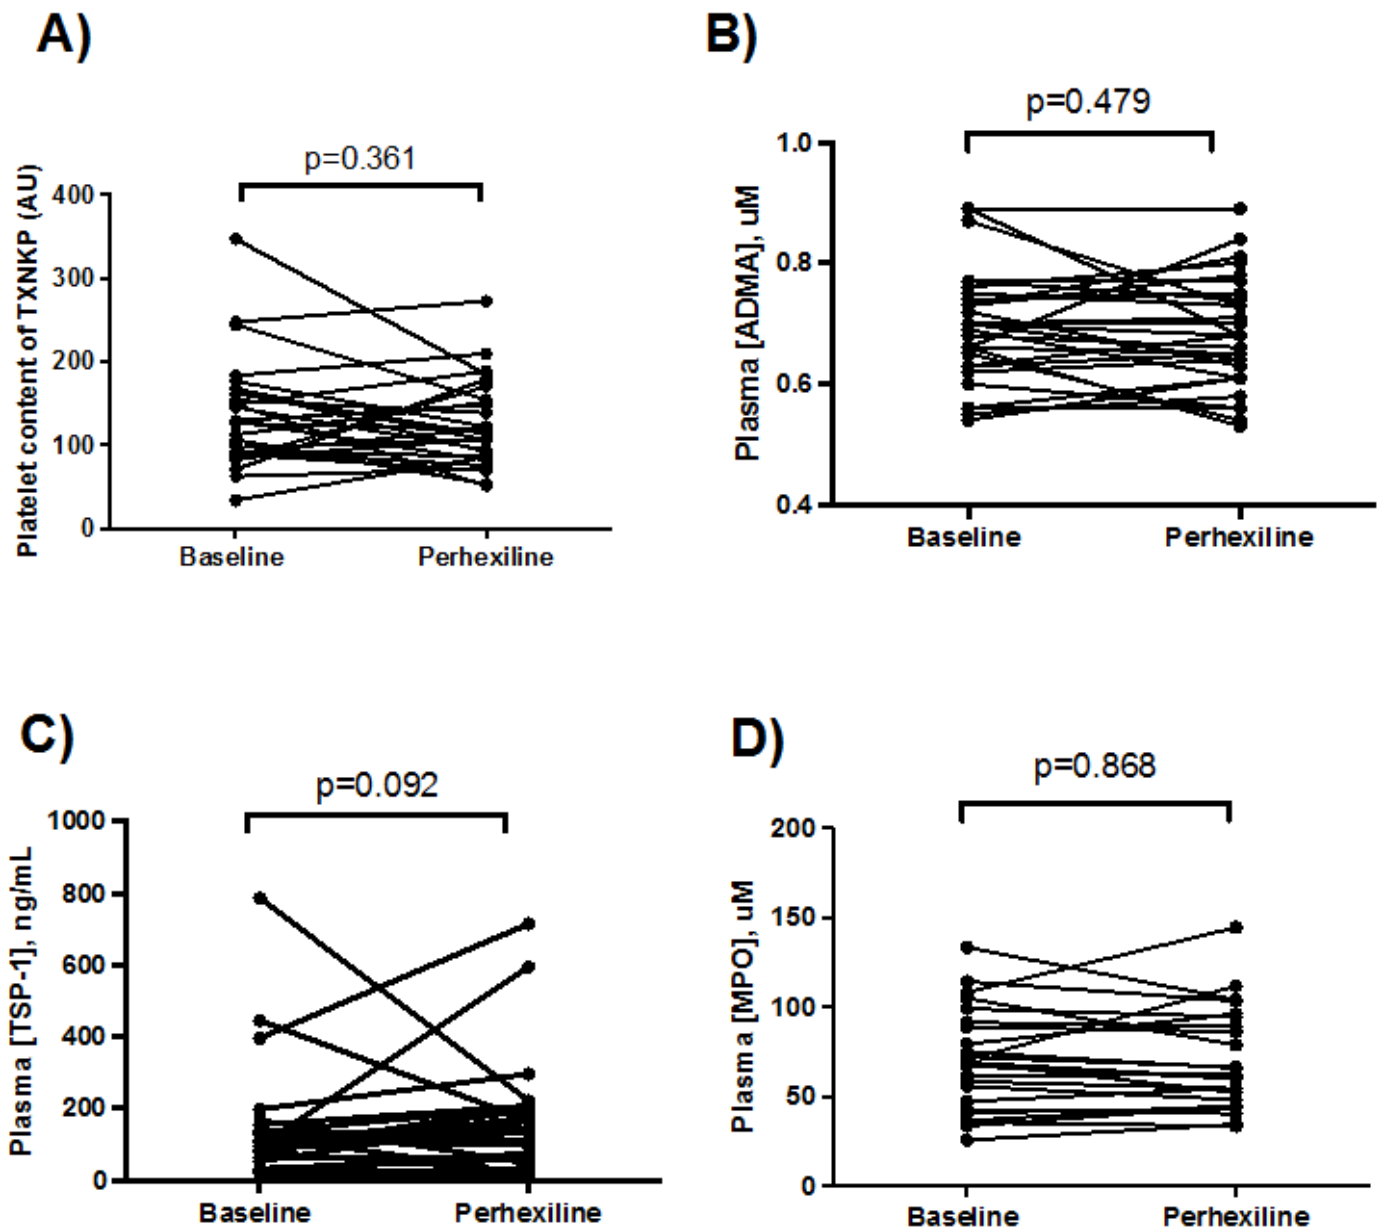 A)
p=0.361
Platelet content of TXNKP (AU)
400
300
200
100
0
Baseline Perhexiline
B)
p=0.479
Plasma [ADMA], uM
1.0
0.8
0.6
0.4
Baseline Perhexiline
C)
p=0.092
Plasma [TSP-1], ng/mL
1000
800
600
400
200
0
Baseline Perhexiline
D)
p=0.868
Plasma [MPO], uM
200
150
100
50
0
Baseline Perhexiline